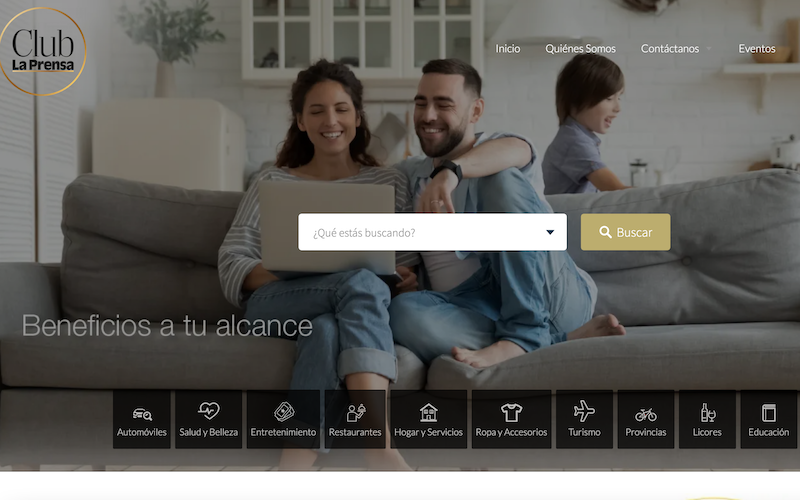 Club
La Prensa
Inicio
Quiénes Somos
Contáctanos
Eventos
¿Qué estás buscando?
Buscar
Beneficios a tu alcance
Automóviles
Salud y Belleza
Entretenimiento
Restaurantes
Hogar y Servicios
Ropa y Accesorios
Turismo
Provincias
Licores
Educación